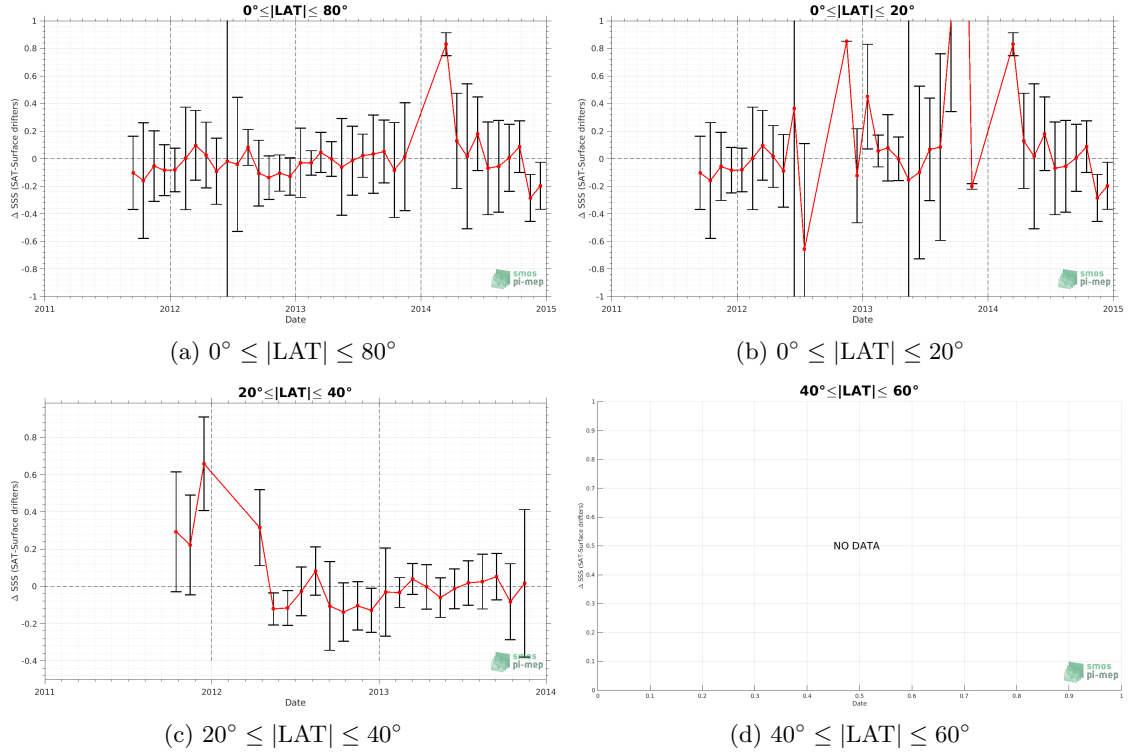 0°≤|LAT|≤ 80°
Δ SSS (SAT-Surface drifters)
1
0.8
0.6
0.4
0.2
0
-0.2
-0.4
-0.6
-0.8
-1
2011
2012
2013
2014
2015
Date
smos
pi-mep
(a) 0° ≤ |LAT| ≤ 80°
0°≤|LAT|≤ 20°
Δ SSS (SAT-Surface drifters)
1
0.8
0.6
0.4
0.2
0
-0.2
-0.4
-0.6
-0.8
-1
2011
2012
2013
2014
2015
Date
smos
pi-mep
(b) 0° ≤ |LAT| ≤ 20°
20°≤|LAT|≤ 40°
Δ SSS (SAT-Surface drifters)
0.8
0.6
0.4
0.2
0
-0.2
-0.4
2011
2012
2013
2014
Date
smos
pi-mep
(c) 20° ≤ |LAT| ≤ 40°
40°≤|LAT|≤ 60°
Δ SSS (SAT-Surface drifters)
1
0.9
0.8
0.7
0.6
0.5
0.4
0.3
0.2
0.1
0
NO DATA
0
0.1
0.2
0.3
0.4
0.5
0.6
0.7
0.8
0.9
1
Date
smos
pi-mep
(d) 40° ≤ |LAT| ≤ 60°